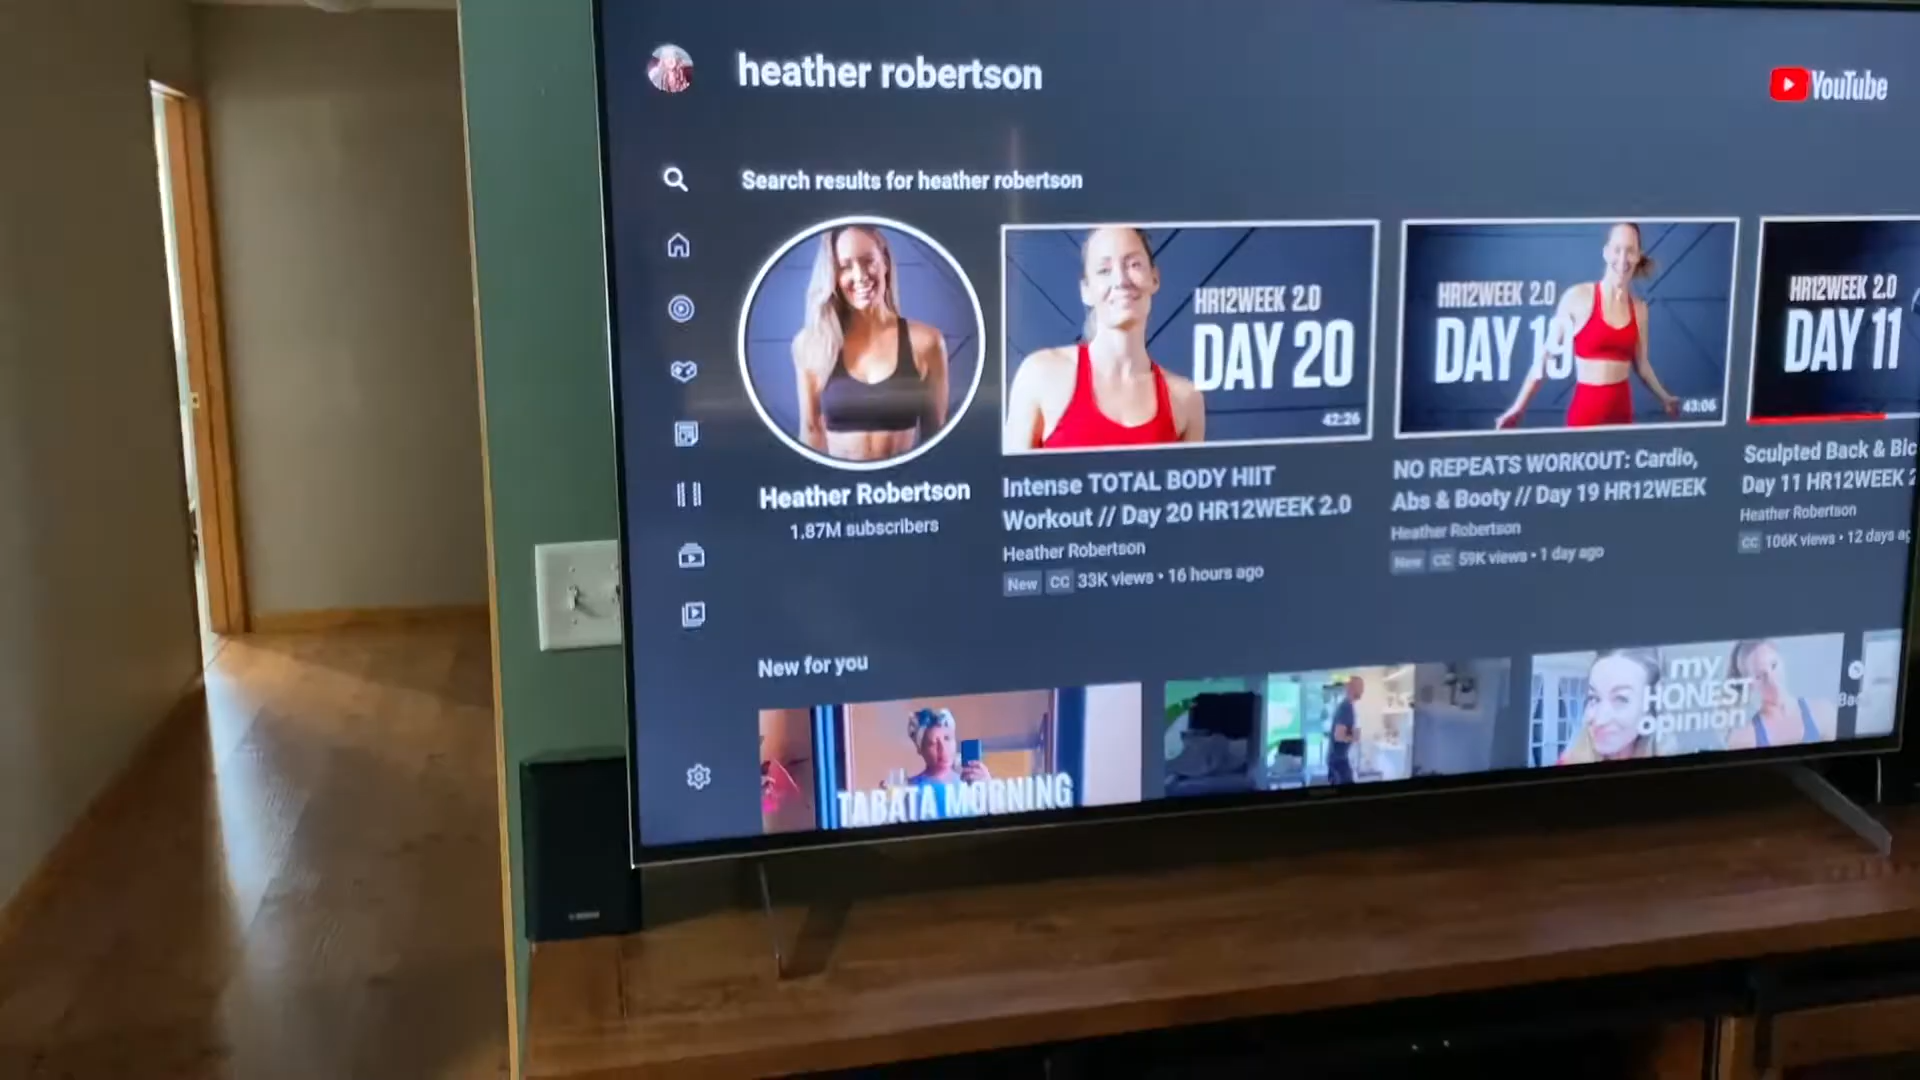 heather robertson
YouTube
Search results for heather robertson
HR12WEEK 2.0
DAY 20
42:26
HR12WEEK 2.0
DAY 19
43:06
HR12WEEK 2.0
DAY 11
Heather Robertson
1.87M subscribers
Intense TOTAL BODY HIIT
Workout // Day 20 HR12WEEK 2.0
Heather Robertson
New CC 33K views • 16 hours ago
NO REPEATS WORKOUT: Cardio,
Abs & Booty // Day 19 HR12WEEK
Heather Robertson
New CC 59K views • 1 day ago
Sculpted Back & Bic
Day 11 HR12WEEK 2
Heather Robertson
CC 106K views • 12 days ag
New for you
TABATA MORNING
my
HONEST
opinion